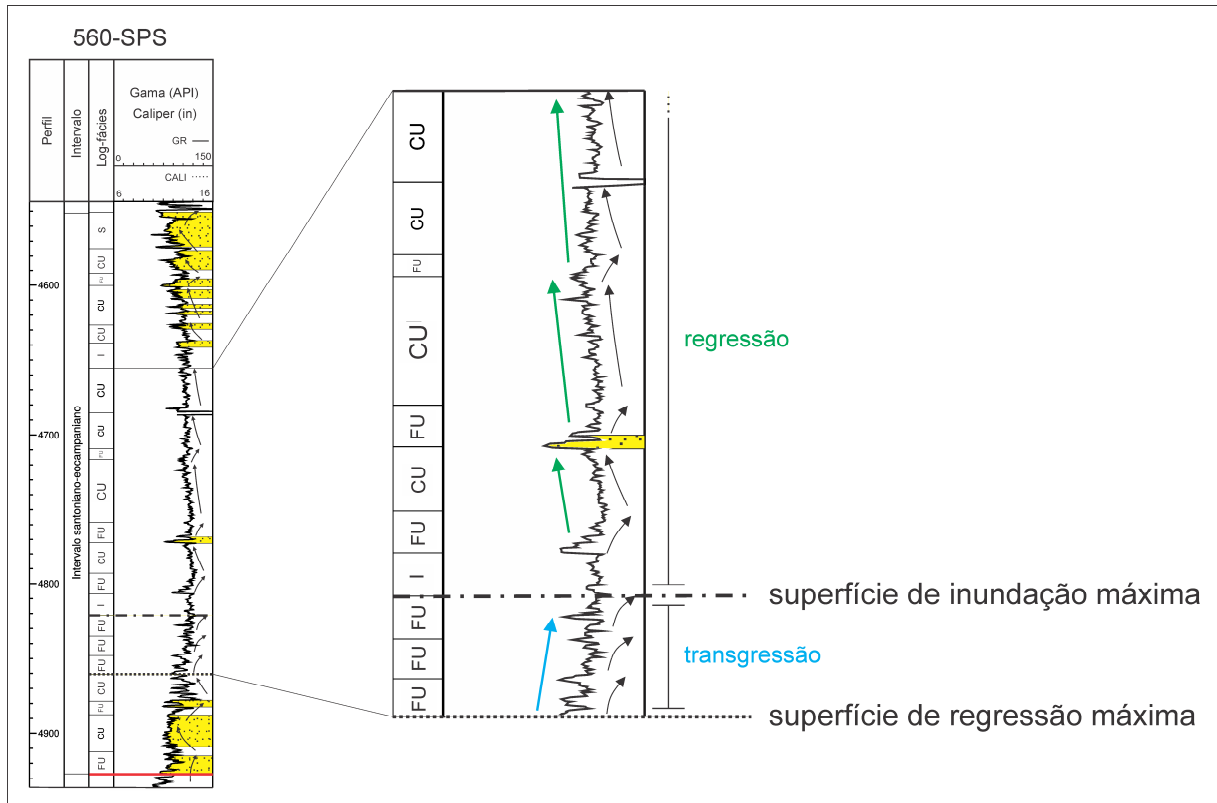 560-SPS
Perfil
Intervalo
Log-fácies
Gama (API)
Caliper (in)
GR
0
150
CALI
6
16
4600
4700
4800
4900
Intervalo santoniano-eocampaniano
S
CU
FU
CU
CU
I
CU
CU
FU
CU
FU
CU
FU
I
FU
FU
FU
CU
FU
CU
FU
CU
CU
FU
CU
FU
CU
FU
I
FU
FU
FU
regressão
superfície de inundação máxima
transgressão
superfície de regressão máxima